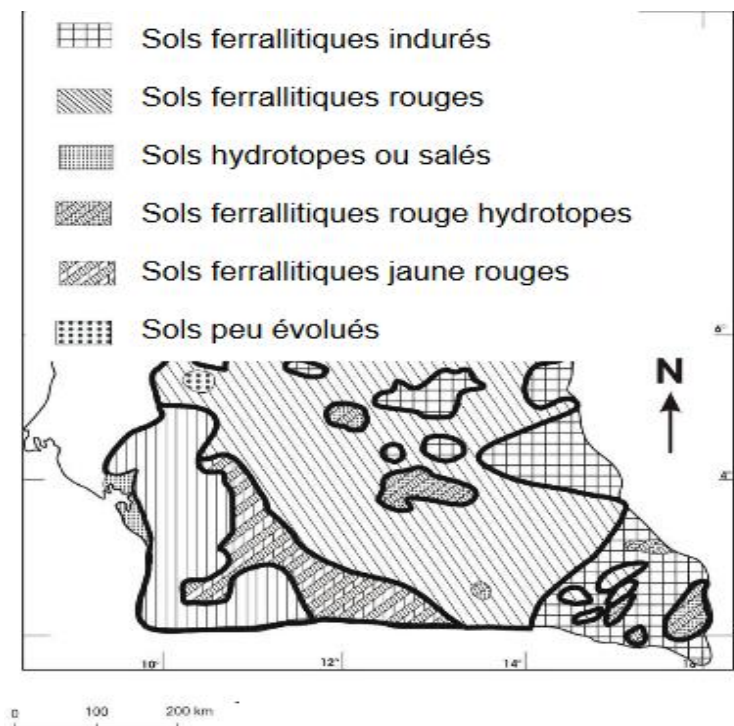 Sols ferrallitiques indurés
Sols ferrallitiques rouges
Sols hydrotopes ou salés
Sols ferrallitiques rouge hydrotopes
Sols ferrallitiques jaune rouges
Sols peu évolués
6°
N
4°
10° 12° 14° 16°
0 100 200 km